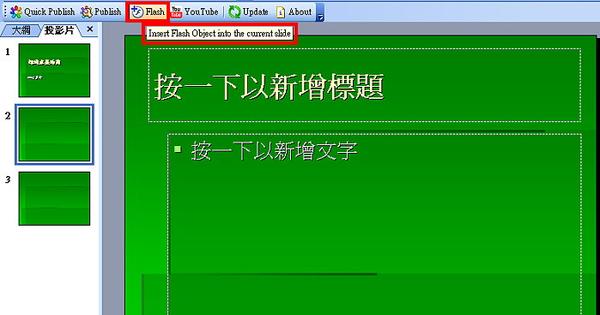 Quick Publish Publish Flash YouTube Update About
Insert Flash Object into the current slide
大綱 投影片
1
2
3
按一下以新增標題
按一下以新增文字